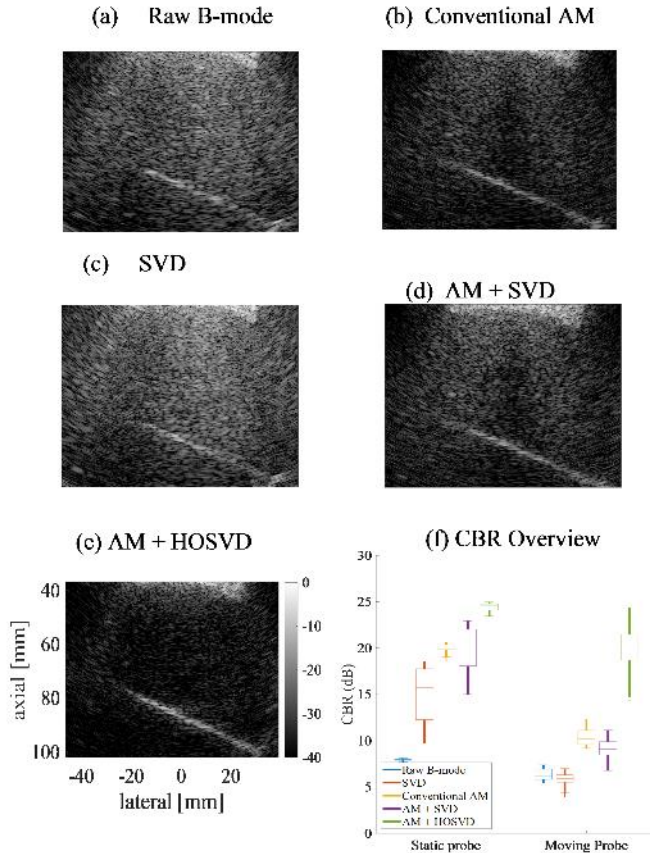 (a) Raw B-mode
(b) Conventional AM
(c) SVD
(d) AM + SVD
(e) AM + HOSVD
axial [mm]
40
60
80
100
-40 -20 0 20
lateral [mm]
0
-10
-20
-30
-40
(f) CBR Overview
CBR (dB)
30
25
20
15
10
5
0
Raw B-mode
SVD
Conventional AM
AM + SVD
AM + HOSVD
Static probe
Moving Probe